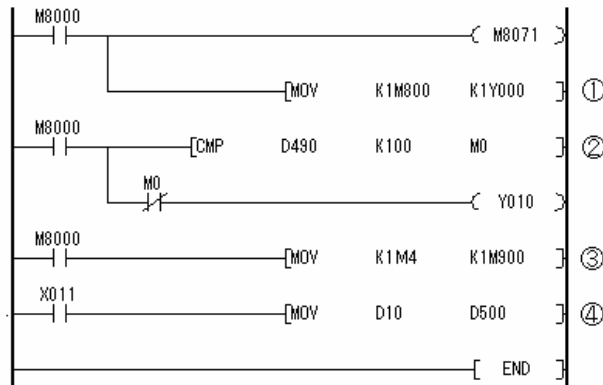 M8000
M8071
MOV K1M800 K1Y000 ①
M8000
CMP D490 K100 M0 ②
M0
Y010
M8000
MOV K1M4 K1M900 ③
X011
MOV D10 D500 ④
END